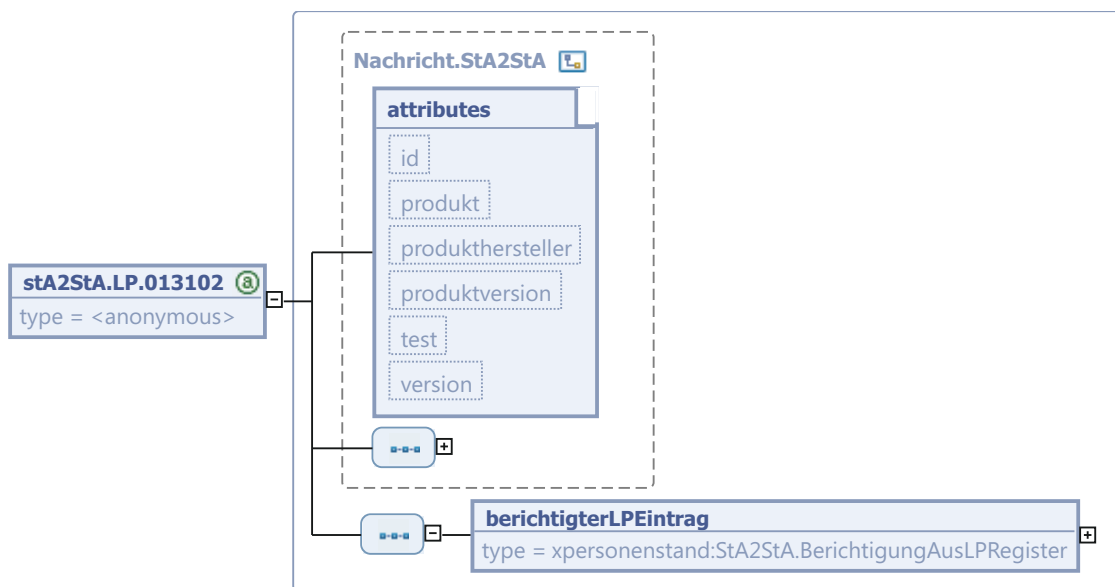 Nachricht.StA2StA
attributes
id
produkt
produkthersteller
produktversion
test
version
stA2StA.LP.013102
type = <anonymous>
berichtigterLPEintrag
type = xpersonenstand:StA2StA.BerichtigungAusLPRegister